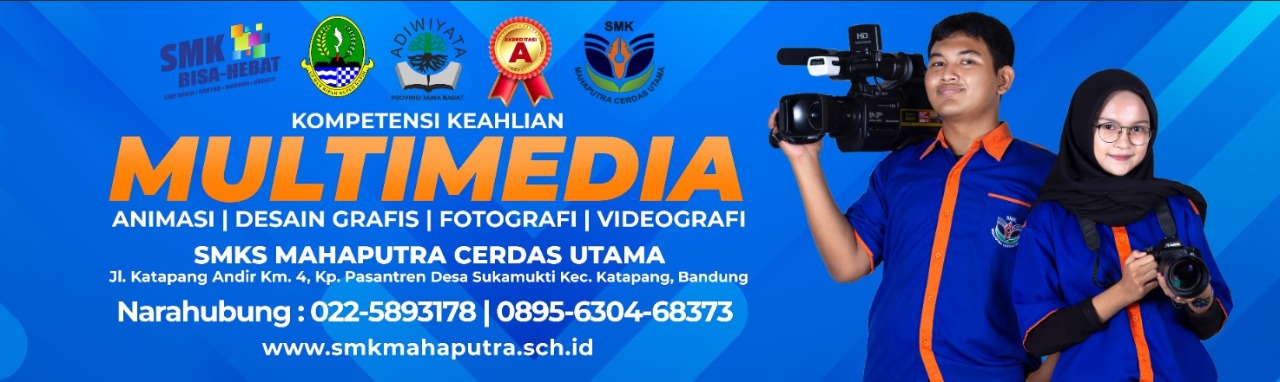 SMK
BISA-HEBAT
ADIWIYATA
PROVINSI JAWA BARAT
AKREDITASI
A
SMK
MAHAPUTRA CERDAS UTAMA
HD
KOMPETENSI KEAHLIAN
MULTIMEDIA
ANIMASI | DESAIN GRAFIS | FOTOGRAFI | VIDEOGRAFI
SMKS MAHAPUTRA CERDAS UTAMA
Jl. Katapang Andir Km. 4, Kp. Pasantren Desa Sukamukti Kec. Katapang, Bandung
Narahubung : 022-5893178 | 0895-6304-68373
www.smkmahaputra.sch.id